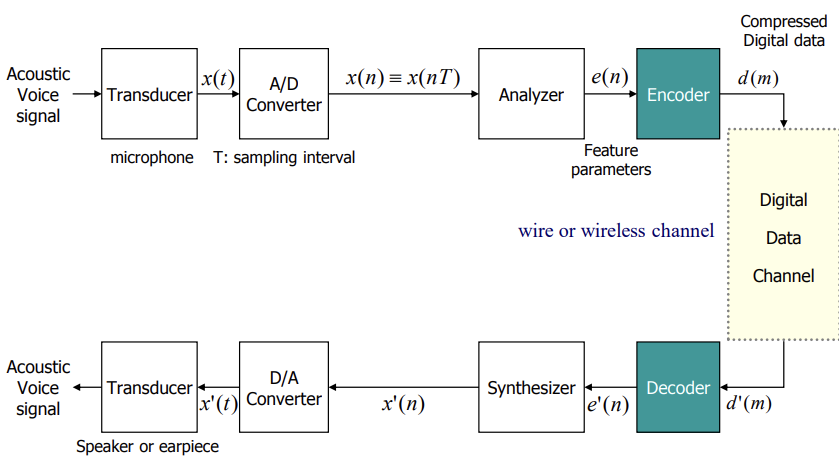 Compressed
Digital data
Acoustic
Voice
signal
Transducer
x(t)
A/D
Converter
x(n) ≡ x(nT)
Analyzer
e(n)
Encoder
d(m)
microphone
T: sampling interval
Feature
parameters
wire or wireless channel
Digital
Data
Channel
Acoustic
Voice
signal
Transducer
x'(t)
D/A
Converter
x'(n)
Synthesizer
e'(n)
Decoder
d'(m)
Speaker or earpiece